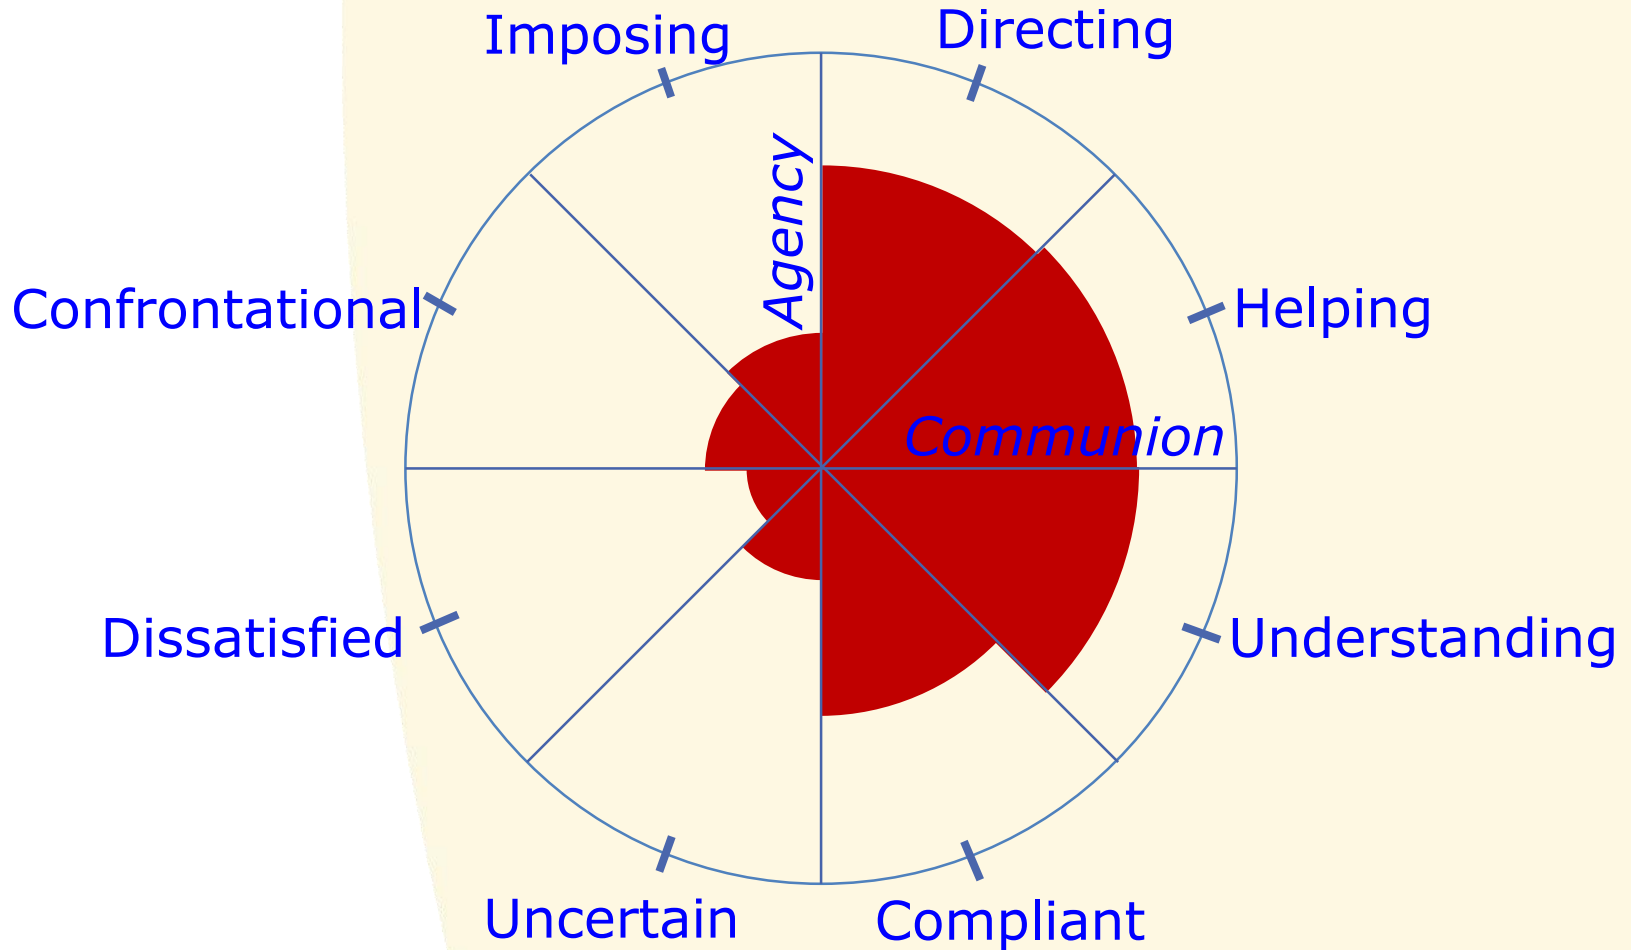 Imposing
Directing
Agency
Confrontational
Helping
Communion
Dissatisfied
Understanding
Uncertain
Compliant